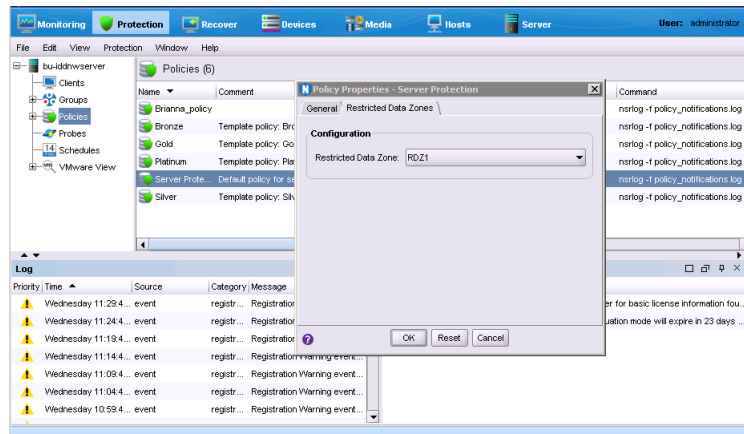 Monitoring Protection Recover Devices Media Hosts Server User: administrator
File Edit View Protection Window Help
bu-iddnwserver
Clients
Groups
Policies
Probes
14 Schedules
VMware View
Policies (6)
Name Comment Command
Brianna_policy nsrlog -f policy_notifications.log
Bronze Template policy: Bro nsrlog -f policy_notifications.log
Gold Template policy: Go nsrlog -f policy_notifications.log
Platinum Template policy: Pla nsrlog -f policy_notifications.log
Server Prote... Default policy for se nsrlog -f policy_notifications.log
Silver Template policy: Silv nsrlog -f policy_notifications.log
N Policy Properties - Server Protection
General Restricted Data Zones
Configuration
Restricted Data Zone: RDZ1
? OK Reset Cancel
Log
Priority Time Source Category Message
Wednesday 11:29:4... event registr... Registration er for basic license information fou...
Wednesday 11:24:4... event registr... Registration uation mode will expire in 23 days ...
Wednesday 11:19:4... event registr... Registration
Wednesday 11:14:4... event registr... Registration Warning event...
Wednesday 11:09:4... event registr... Registration Warning event...
Wednesday 11:04:4... event registr... Registration Warning event...
Wednesday 10:59:4... event registr... Registration Warning event...